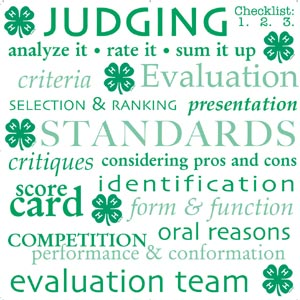 JUDGING
Checklist:
1. 2. 3.
analyze it • rate it • sum it up
criteria
Evaluation
SELECTION & RANKING
presentation
STANDARDS
critiques
considering pros and cons
score
card
identification
form & function
COMPETITION
oral reasons
performance & conformation
evaluation team